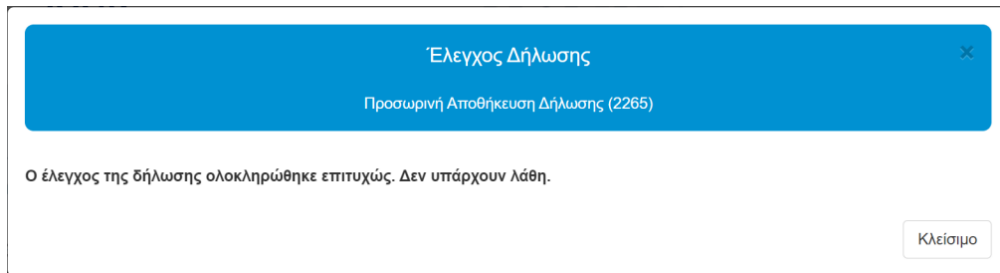 Έλεγχος Δήλωσης
×
Προσωρινή Αποθήκευση Δήλωσης (2265)
Ο έλεγχος της δήλωσης ολοκληρώθηκε επιτυχώς. Δεν υπάρχουν λάθη.
Κλείσιμο